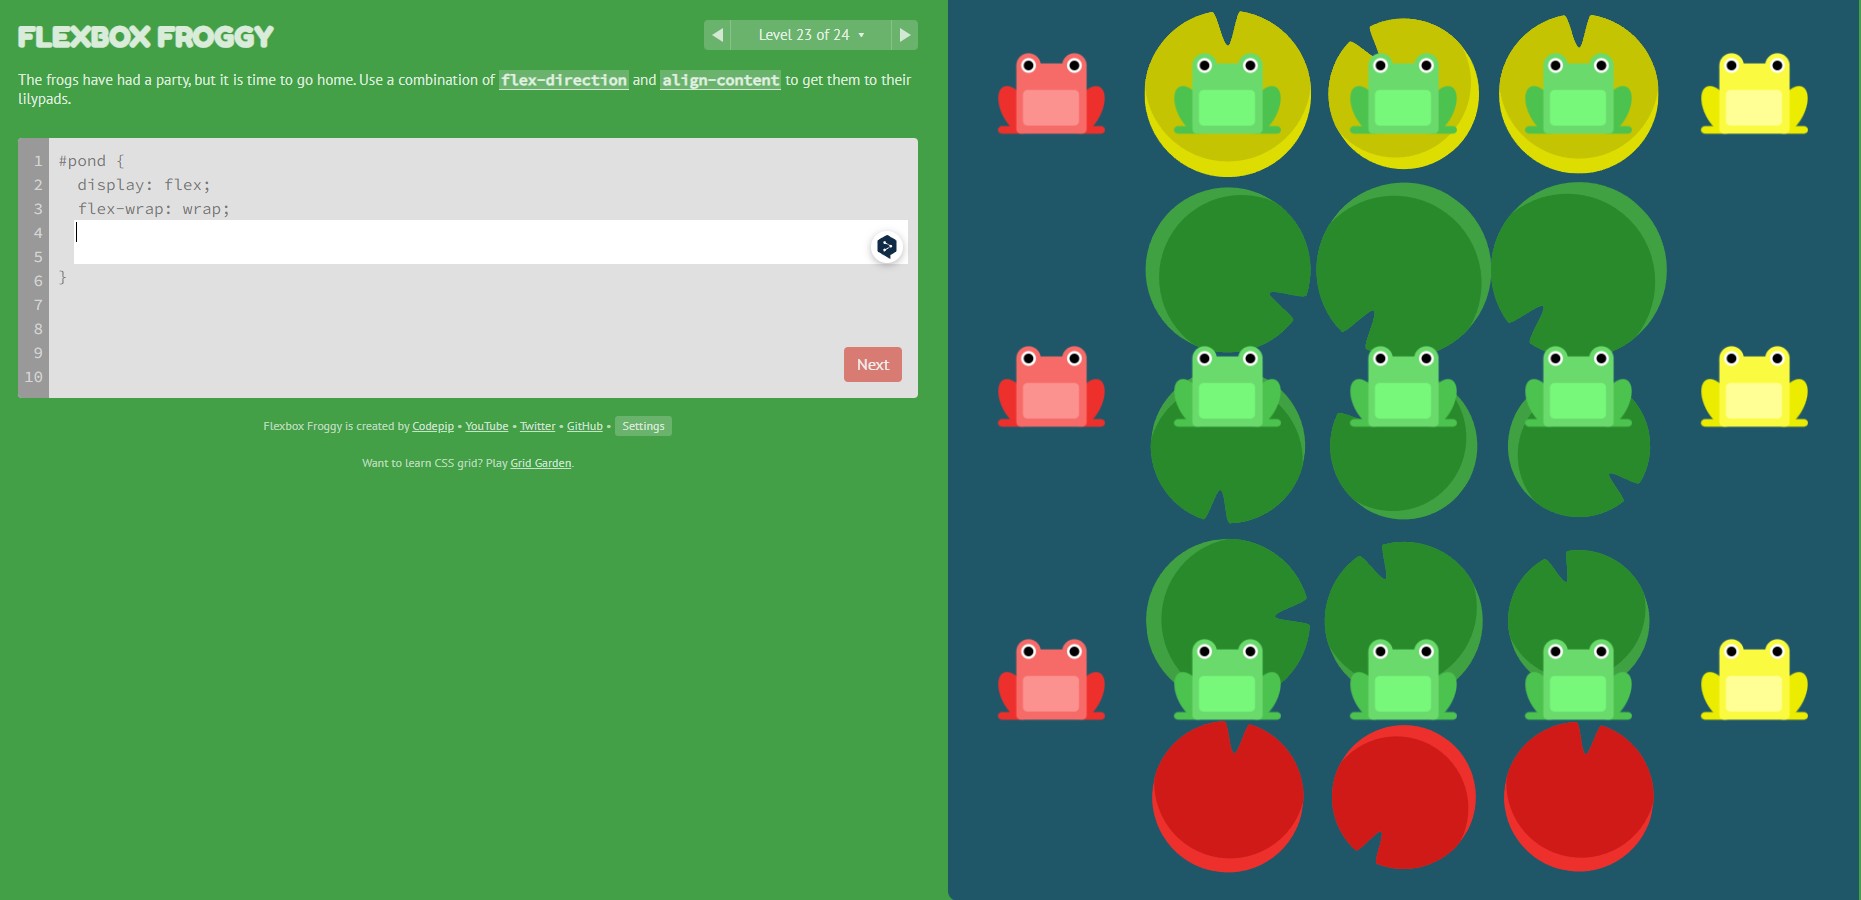 FLEXBOX FROGGY
Level 23 of 24
The frogs have had a party, but it is time to go home. Use a combination of flex-direction and align-content to get them to their
lilypads.
1 #pond {
2 display: flex;
3 flex-wrap: wrap;
4
5
6 }
7
8
9
10
Next
Flexbox Froggy is created by Codepip • YouTube • Twitter • GitHub • Settings
Want to learn CSS grid? Play Grid Garden.